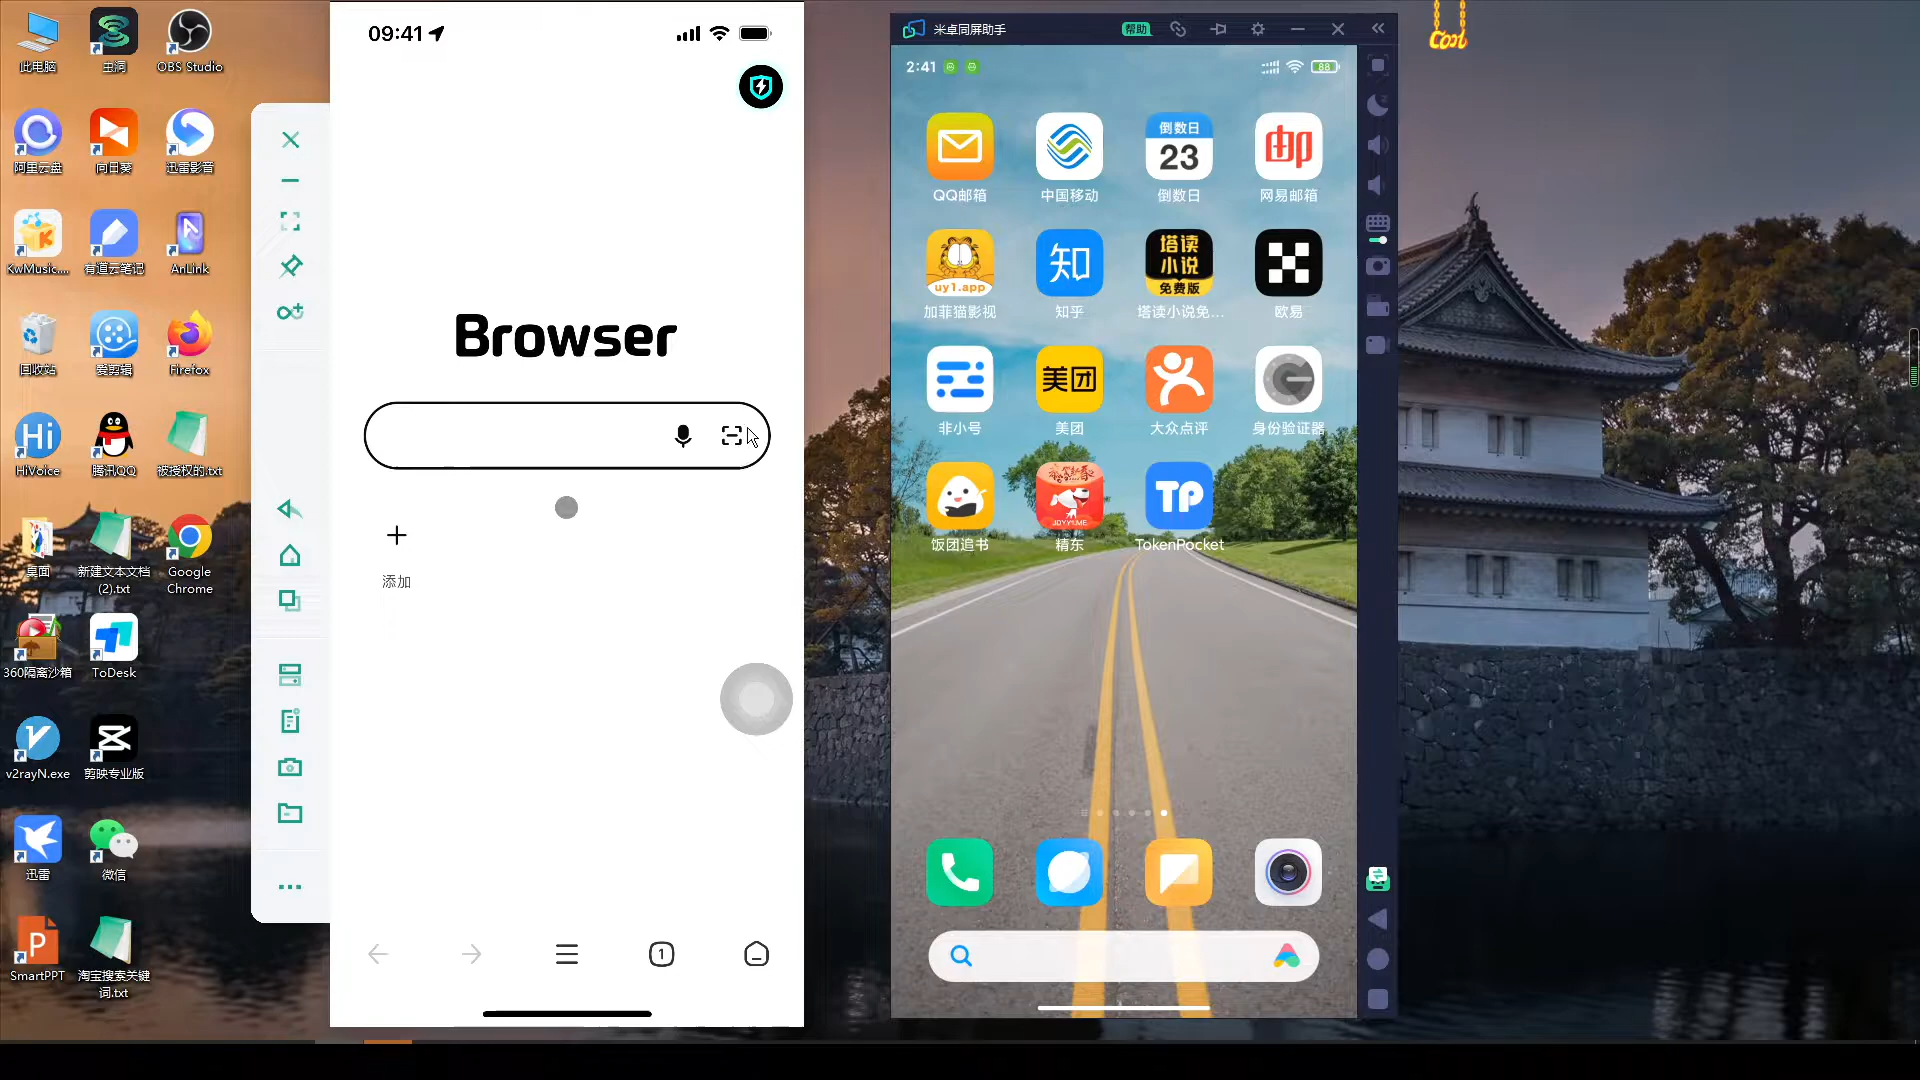 此电脑
OBS Studio
阿里云盘
向日葵
迅雷影音
KwMusic....
有道云笔记
AnLink
回收站
爱剪辑
Firefox
HiVoice
腾讯QQ
被授权的.txt
桌面
新建文本文档
(2).txt
Google
Chrome
360隔离沙箱
ToDesk
v2rayN.exe
剪映专业版
迅雷
微信
SmartPPT
淘宝搜索关键
词.txt
09:41
Browser
添加
1
米卓同屏助手
帮助
2:41
88
QQ邮箱
中国移动
倒数日
23
倒数日
邮
网易邮箱
uy1.app
加菲猫影视
知
知乎
塔读
小说
免费版
塔读小说免...
欧易
非小号
美团
美团
大众点评
身份验证器
饭团追书
JDYYI.ME
精东
TP
TokenPocket
Cool